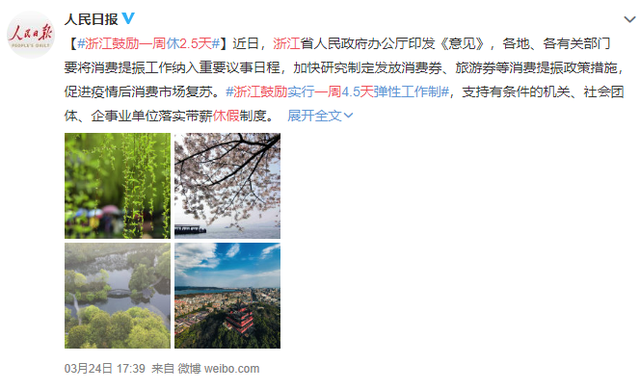 人民日报
人民日报
PEOPLE'S DAILY
【#浙江鼓励一周休2.5天#】近日，浙江省人民政府办公厅印发《意见》，各地、各有关部门
要将消费提振工作纳入重要议事日程，加快研究制定发放消费券、旅游券等消费提振政策措施，
促进疫情后消费市场复苏。#浙江鼓励实行一周4.5天弹性工作制#，支持有条件的机关、社会团
体、企事业单位落实带薪休假制度。 展开全文
03月24日 17:39 来自 微博 weibo.com